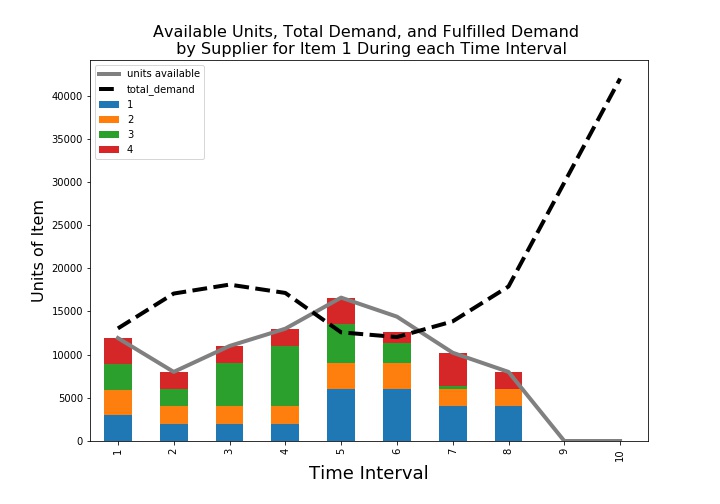 Available Units, Total Demand, and Fulfilled Demand
by Supplier for Item 1 During each Time Interval
units available
total_demand
1
2
3
4
40000
35000
30000
25000
20000
15000
10000
5000
0
Units of Item
1 2 3 4 5 6 7 8 9 10
Time Interval